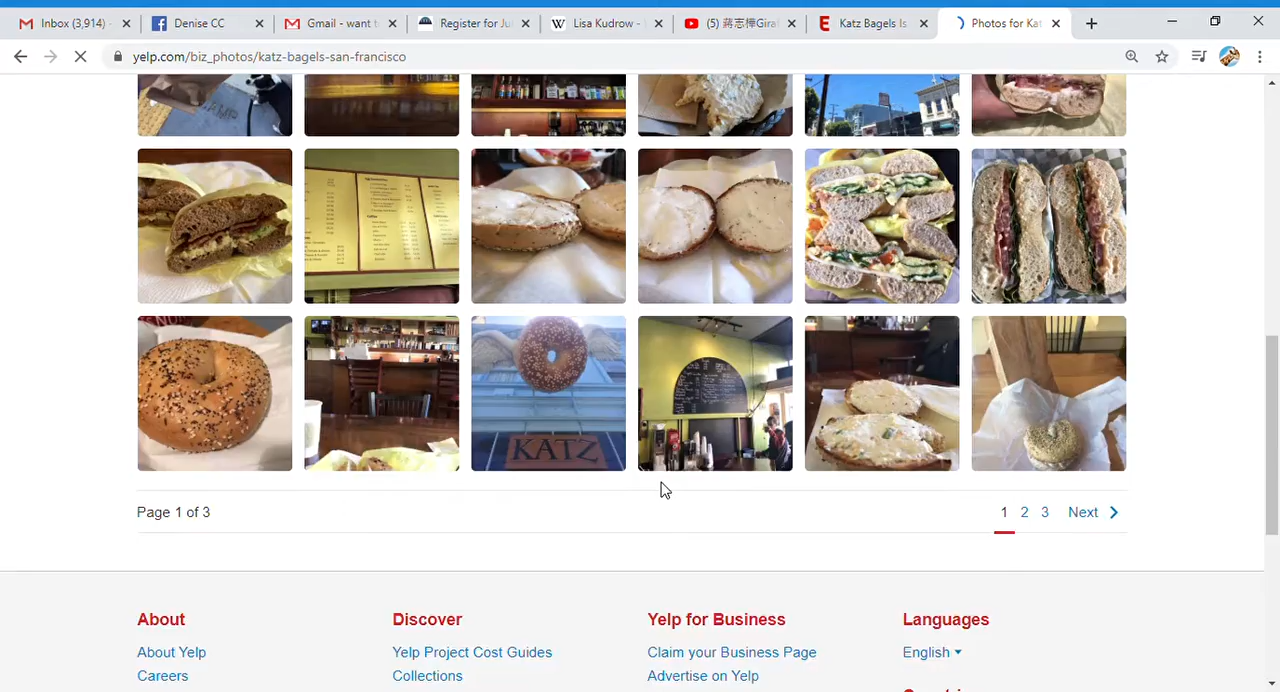 Inbox (3,914) -
Denise CC
Gmail - want t
Register for Ju
Lisa Kudrow -
(5) 蔣志樺Giraf
Katz Bagels Is
Photos for Kat
yelp.com/biz_photos/katz-bagels-san-francisco
KATZ
Page 1 of 3
1 2 3 Next
About
Discover
Yelp for Business
Languages
About Yelp
Yelp Project Cost Guides
Claim your Business Page
English
Careers
Collections
Advertise on Yelp